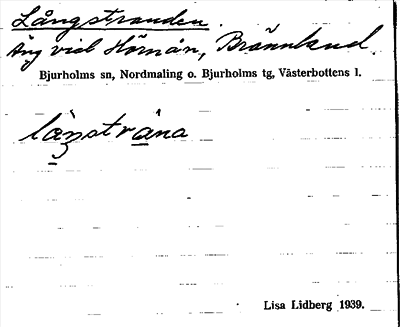 Långstranden.
Äng vid Hörnån, Brännland.
Bjurholms sn, Nordmaling o. Bjurholms tg, Västerbottens l.
Lisa Lidberg 1939.